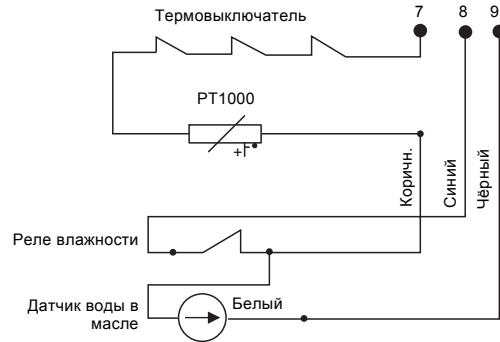 Термовыключатель
7 8 9
PT1000
+Г
Коричн.
Синий
Чёрный
Реле влажности
Датчик воды в
масле
Белый